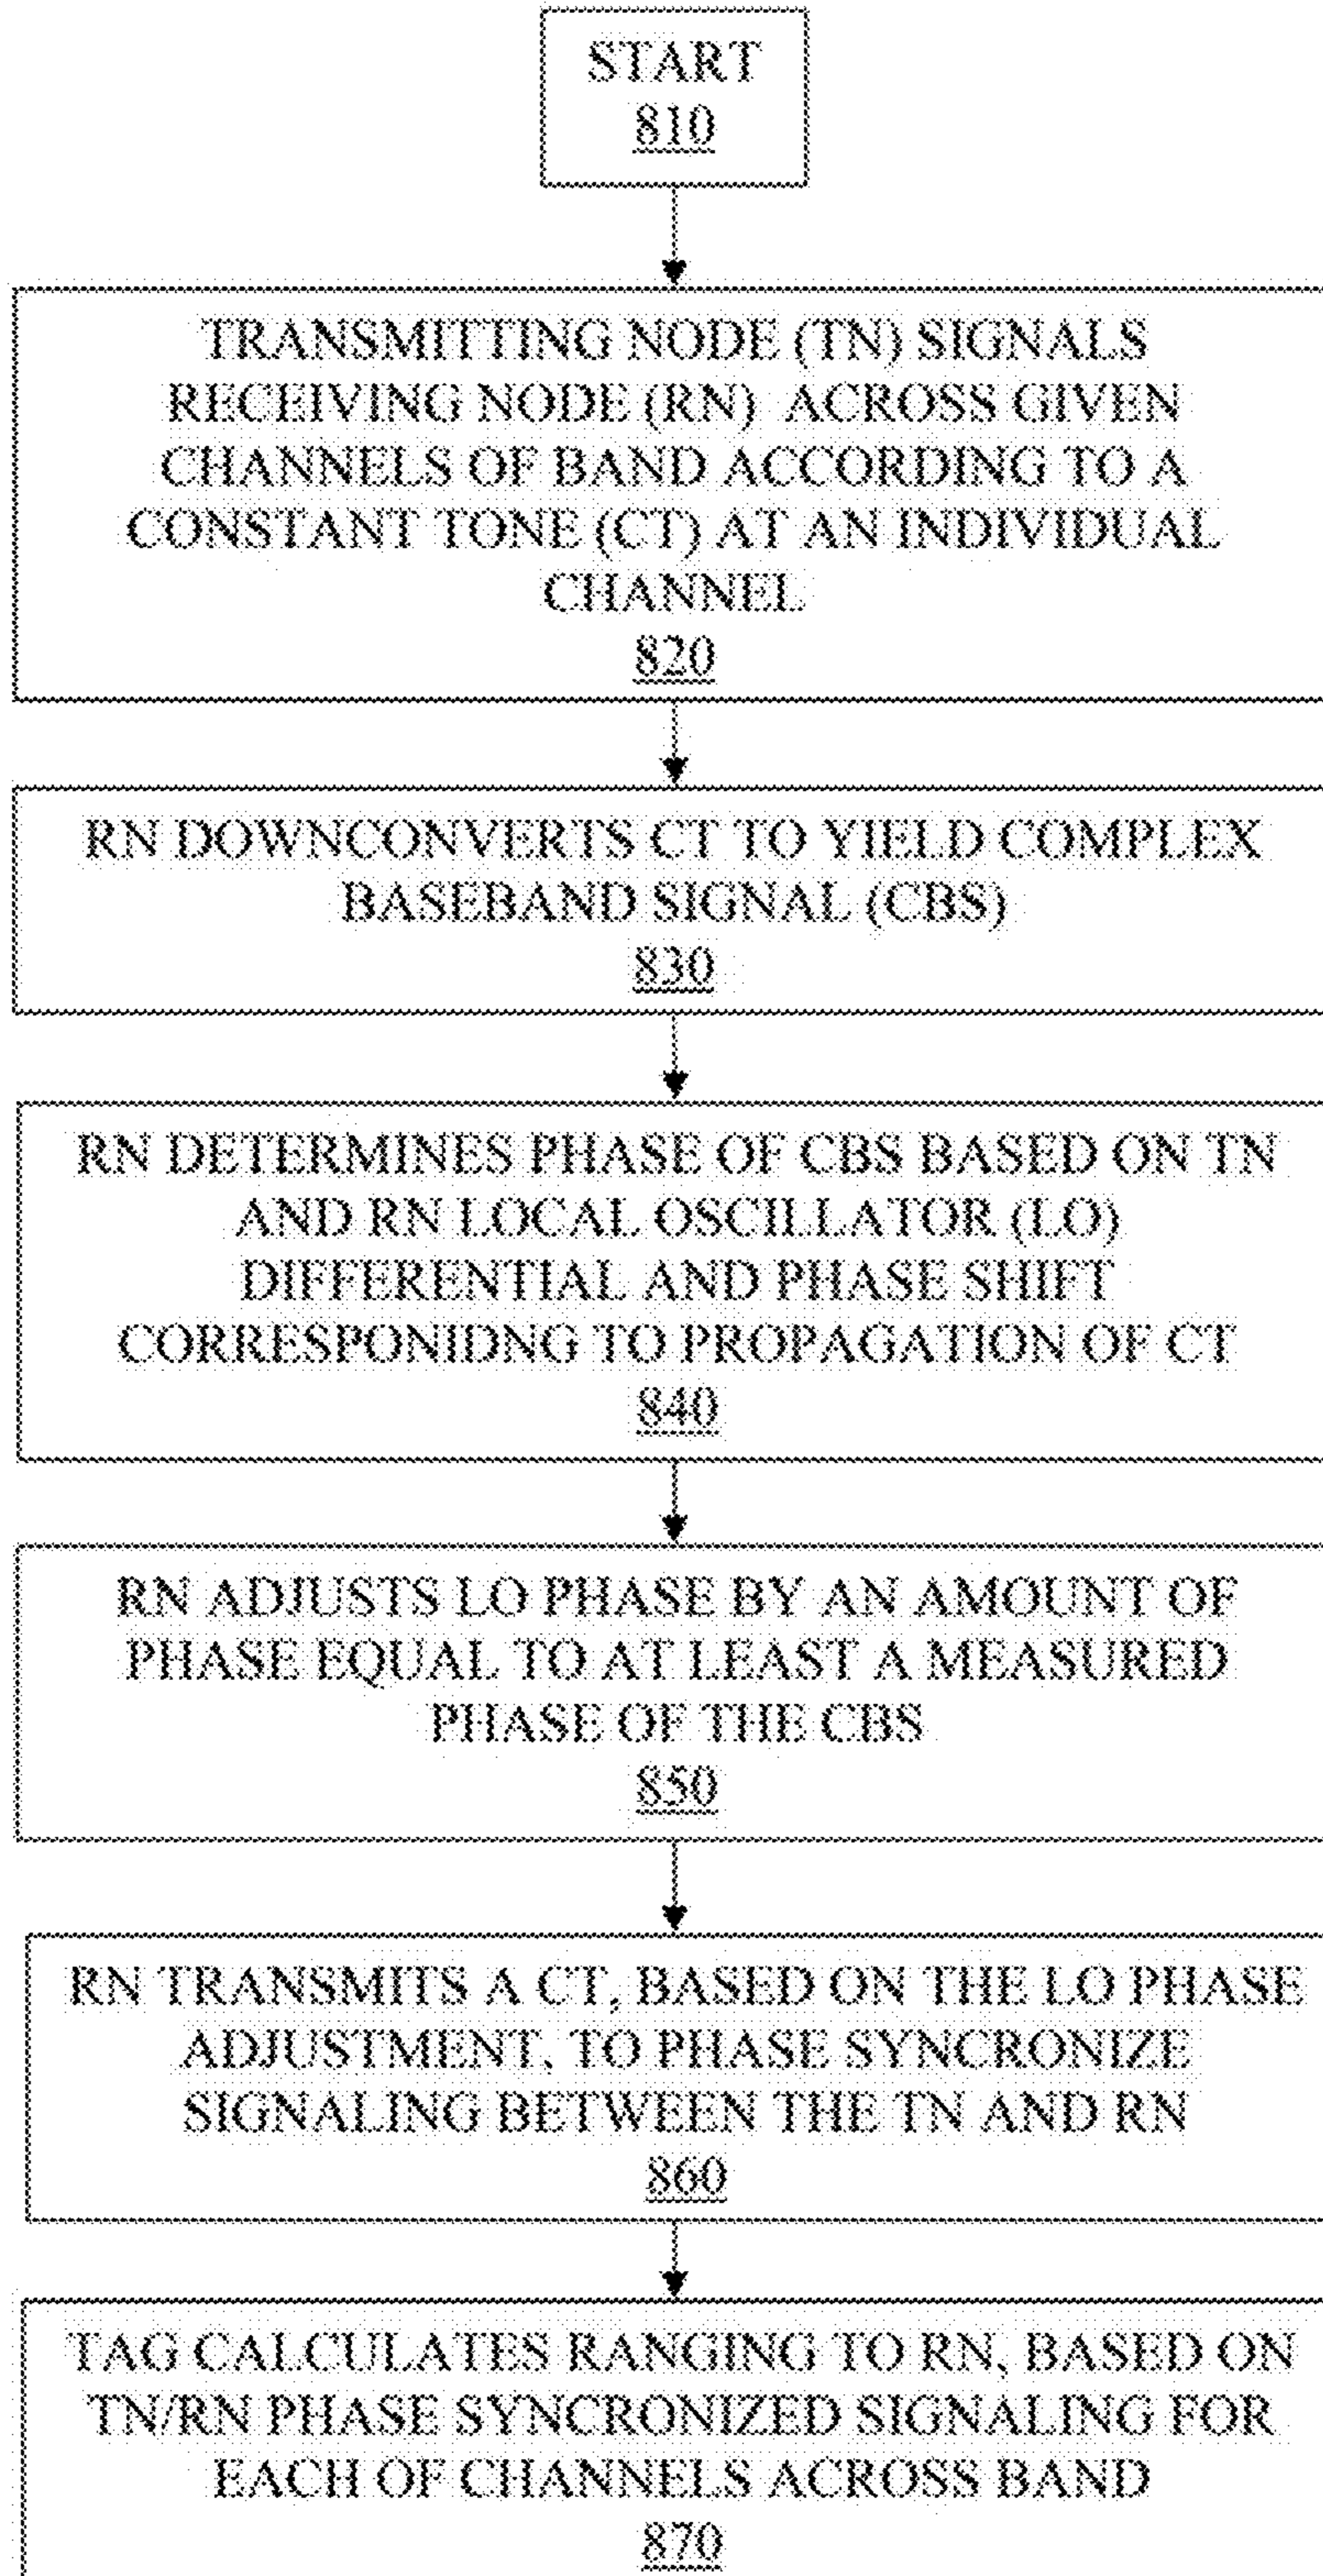 START
810
TRANSMITTING NODE (TN) SIGNALS
RECEIVING NODE (RN) ACROSS GIVEN
CHANNELS OF BAND ACCORDING TO A
CONSTANT TONE (CT) AT AN INDIVIDUAL
CHANNEL
820
RN DOWNCONVERTS CT TO YIELD COMPLEX
BASEBAND SIGNAL (CBS)
830
RN DETERMINES PHASE OF CBS BASED ON TN
AND RN LOCAL OSCILLATOR (LO)
DIFFERENTIAL AND PHASE SHIFT
CORRESPONIDNG TO PROPAGATION OF CT
840
RN ADJUSTS LO PHASE BY AN AMOUNT OF
PHASE EQUAL TO AT LEAST A MEASURED
PHASE OF THE CBS
850
RN TRANSMITS A CT, BASED ON THE LO PHASE
ADJUSTMENT, TO PHASE SYNCRONIZE
SIGNALING BETWEEN THE TN AND RN
860
TAG CALCULATES RANGING TO RN, BASED ON
TN/RN PHASE SYNCRONIZED SIGNALING FOR
EACH OF CHANNELS ACROSS BAND
870